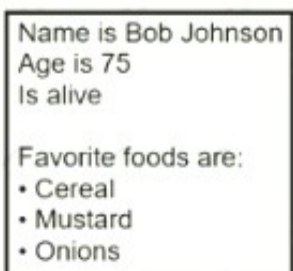 Name is Bob Johnson
Age is 75
Is alive
Favorite foods are:
• Cereal
• Mustard
• Onions